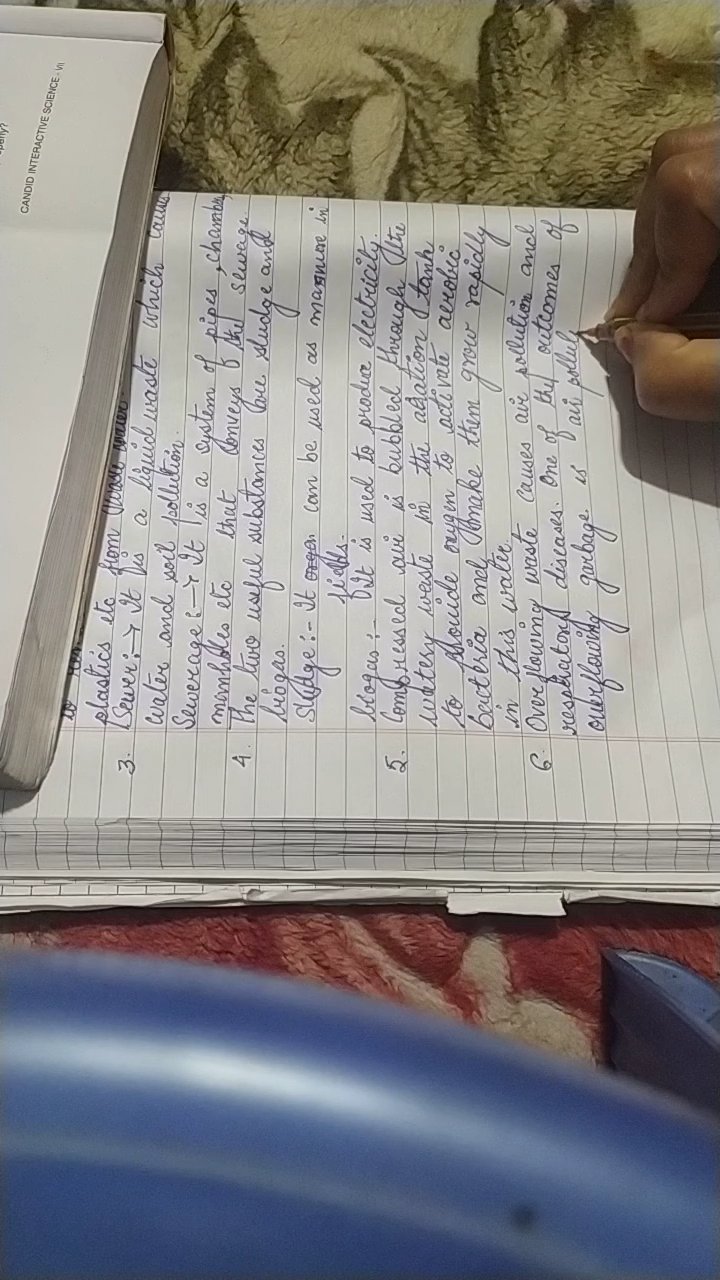 perly?
CANDID INTERACTIVE SCIENCE - VII
plastics etc from waste water.
3. Sewer :→ It is a liquid waste which
water and soil pollution.
Sewerage :→ It is a system of pipes, chambers,
minholes etc that conveys the sewage
4. The two useful substances are sludge and
biogas.
Sludge :- It can be used as manure in
fields.
biogas :- It is used to produce electricity.
5. Compressed air is bubbled through the
watery waste in the aeration tank
to provide oxygen to activate aerobic
bacteria and make them grow rapidly
in this water.
6. Overflowing waste causes air pollution and
respiratory diseases. One of the outcomes of
overflowing garbage is air pollu